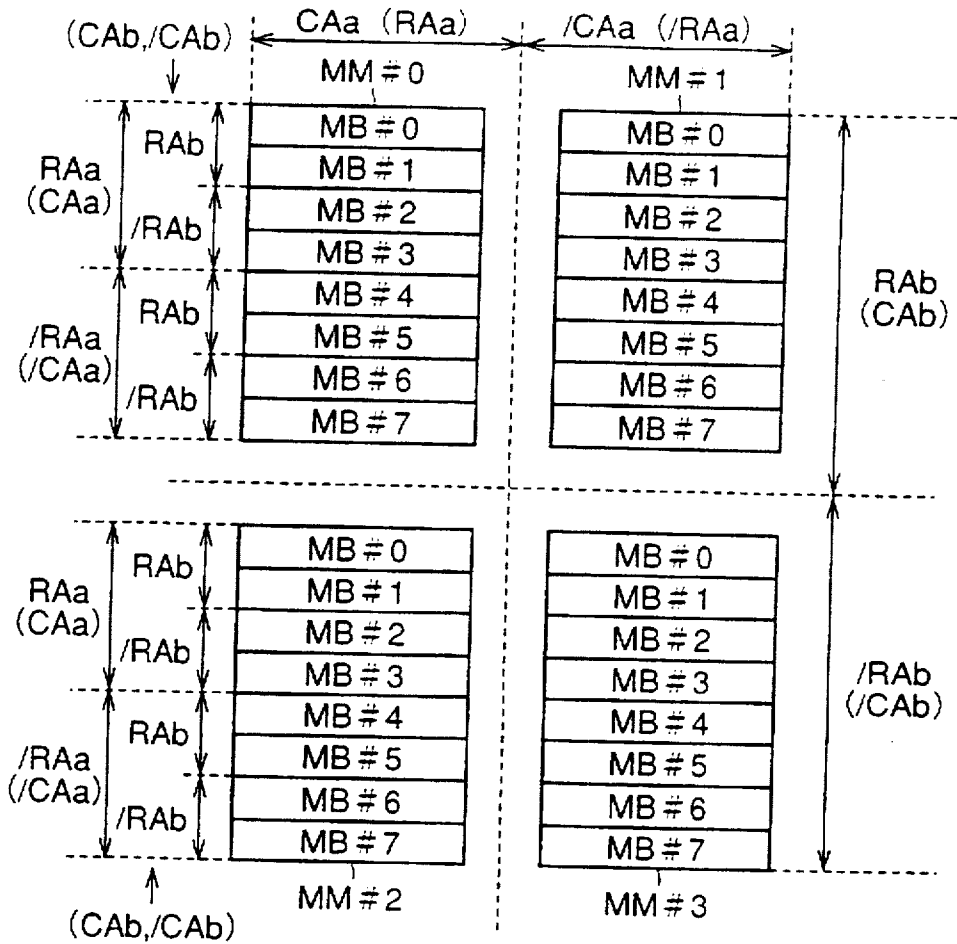 (CAb,/CAb)
CAa (RAa)
/CAa (/RAa)
MM#0
MM#1
RAa
(CAa)
/RAa
(/CAa)
RAb
/RAb
RAb
/RAb
MB#0
MB#1
MB#2
MB#3
MB#4
MB#5
MB#6
MB#7
MB#0
MB#1
MB#2
MB#3
MB#4
MB#5
MB#6
MB#7
RAb
(CAb)
RAa
(CAa)
/RAa
(/CAa)
RAb
/RAb
RAb
/RAb
MB#0
MB#1
MB#2
MB#3
MB#4
MB#5
MB#6
MB#7
MB#0
MB#1
MB#2
MB#3
MB#4
MB#5
MB#6
MB#7
/RAb
(/CAb)
(CAb,/CAb)
MM#2
MM#3